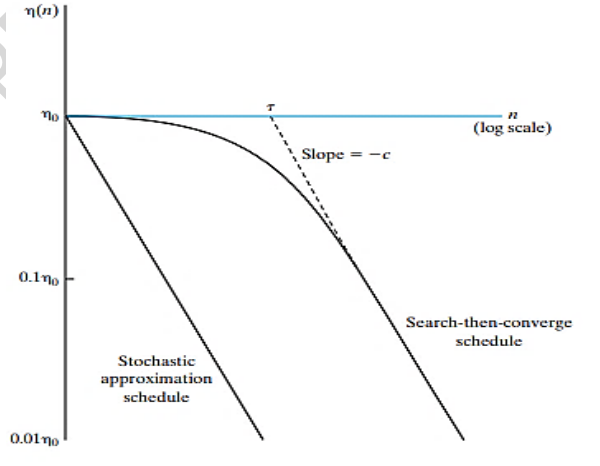 η(n)
η₀
τ
n
(log scale)
Slope = −c
0.1η₀
Search-then-converge
schedule
Stochastic
approximation
schedule
0.01η₀